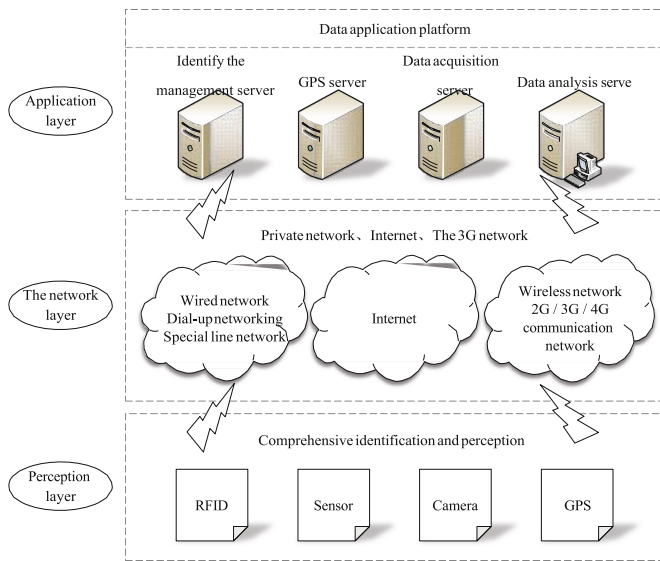 Data application platform
Identify the
management server
GPS server
Data acquisition
server
Data analysis serve
Application
layer
Private network、Internet、The 3G network
The network
layer
Wired network
Dial-up networking
Special line network
Internet
Wireless network
2G / 3G / 4G
communication
network
Comprehensive identification and perception
Perception
layer
RFID
Sensor
Camera
GPS